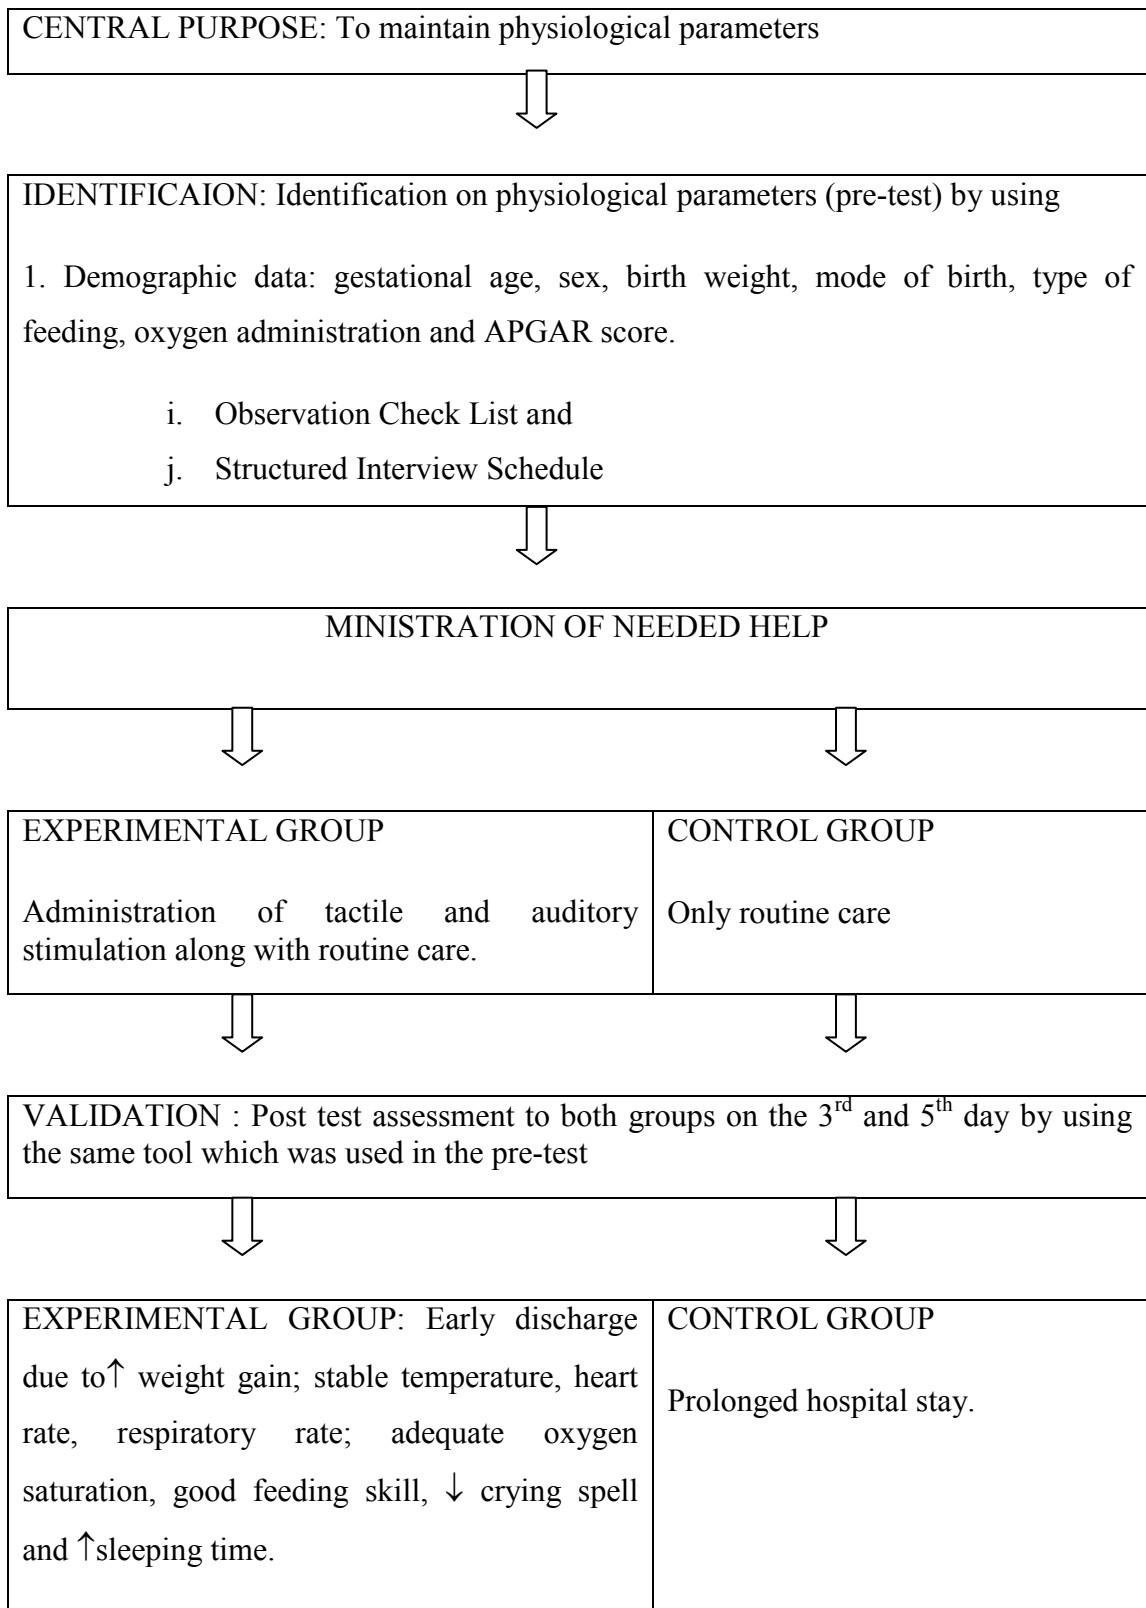 CENTRAL PURPOSE: To maintain physiological parameters
IDENTIFICAION: Identification on physiological parameters (pre-test) by using
1. Demographic data: gestational age, sex, birth weight, mode of birth, type of
feeding, oxygen administration and APGAR score.
i. Observation Check List and
j. Structured Interview Schedule
MINISTRATION OF NEEDED HELP
EXPERIMENTAL GROUP
Administration of tactile and auditory
stimulation along with routine care.
CONTROL GROUP
Only routine care
VALIDATION : Post test assessment to both groups on the 3rd and 5th day by using
the same tool which was used in the pre-test
EXPERIMENTAL GROUP: Early discharge
due to↑ weight gain; stable temperature, heart
rate, respiratory rate; adequate oxygen
saturation, good feeding skill, ↓ crying spell
and ↑sleeping time.
CONTROL GROUP
Prolonged hospital stay.